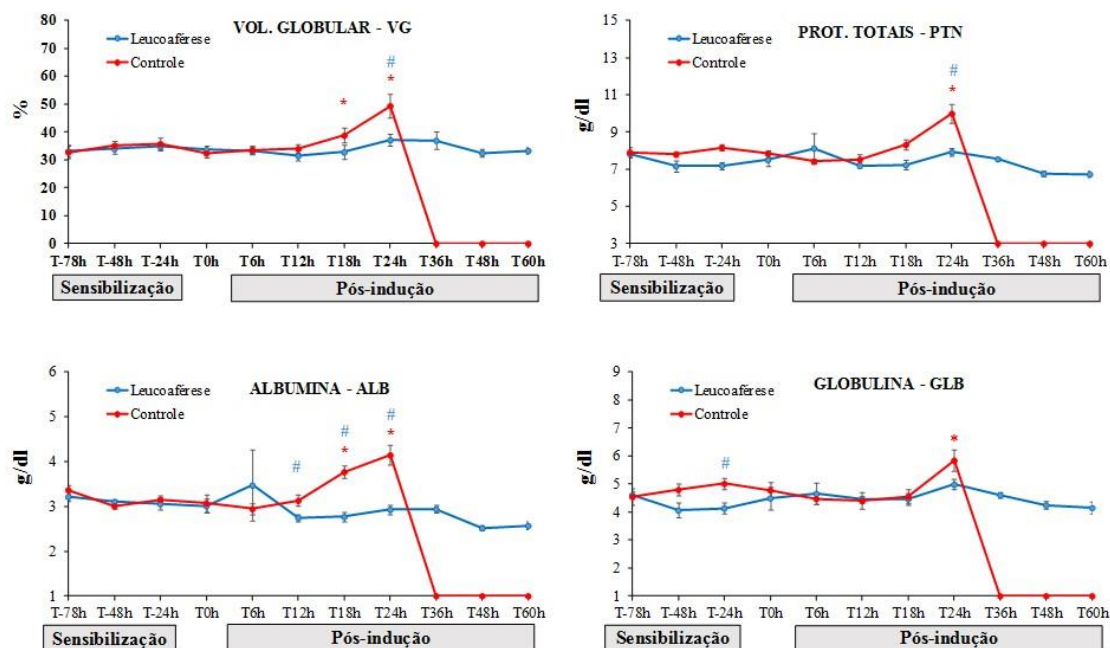 VOL. GLOBULAR - VG
Leucoaférese
Controle
%
80
70
60
50
40
30
20
10
0
#
*
*
T-78h T-48h T-24h T0h T6h T12h T18h T24h T36h T48h T60h
Sensibilização
Pós-indução
PROT. TOTAIS - PTN
Leucoaférese
Controle
g/dl
15
13
11
9
7
5
3
#
*
T-78h T-48h T-24h T0h T6h T12h T18h T24h T36h T48h T60h
Sensibilização
Pós-indução
ALBUMINA - ALB
Leucoaférese
Controle
g/dl
6
5
4
3
2
1
# # #
* *
T-78h T-48h T-24h T0h T6h T12h T18h T24h T36h T48h T60h
Sensibilização
Pós-indução
GLOBULINA - GLB
Leucoaférese
Controle
g/dl
9
8
7
6
5
4
3
2
1
#
*
T-78h T-48h T-24h T0h T6h T12h T18h T24h T36h T48h T60h
Sensibilização
Pós-indução